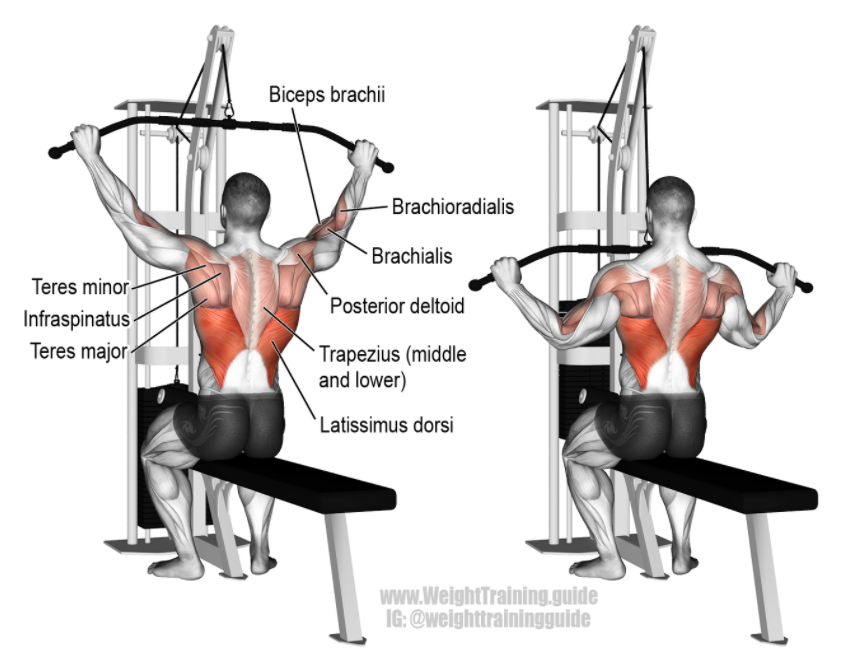 Biceps brachii
Brachioradialis
Brachialis
Teres minor
Posterior deltoid
Infraspinatus
Teres major
Trapezius (middle
and lower)
Latissimus dorsi
www.WeightTraining.guide
IG: @weighttrainingguide